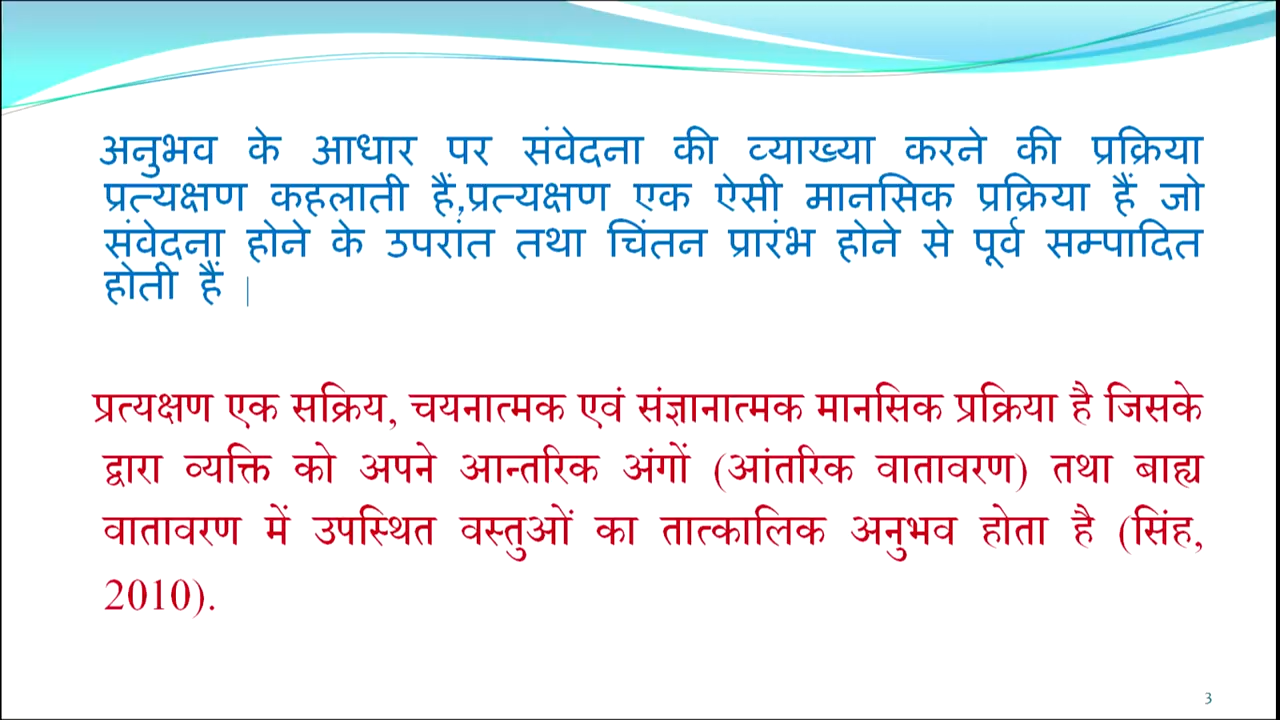 अनुभव के आधार पर संवेदना की व्याख्या करने की प्रक्रिया
प्रत्यक्षण कहलाती हैं,प्रत्यक्षण एक ऐसी मानसिक प्रक्रिया हैं जो
संवेदना होने के उपरांत तथा चिंतन प्रारंभ होने से पूर्व सम्पादित
होती हैं |
प्रत्यक्षण एक सक्रिय, चयनात्मक एवं संज्ञानात्मक मानसिक प्रक्रिया है जिसके
द्वारा व्यक्ति को अपने आन्तरिक अंगों (आंतरिक वातावरण) तथा बाह्य
वातावरण में उपस्थित वस्तुओं का तात्कालिक अनुभव होता है (सिंह,
2010).
3